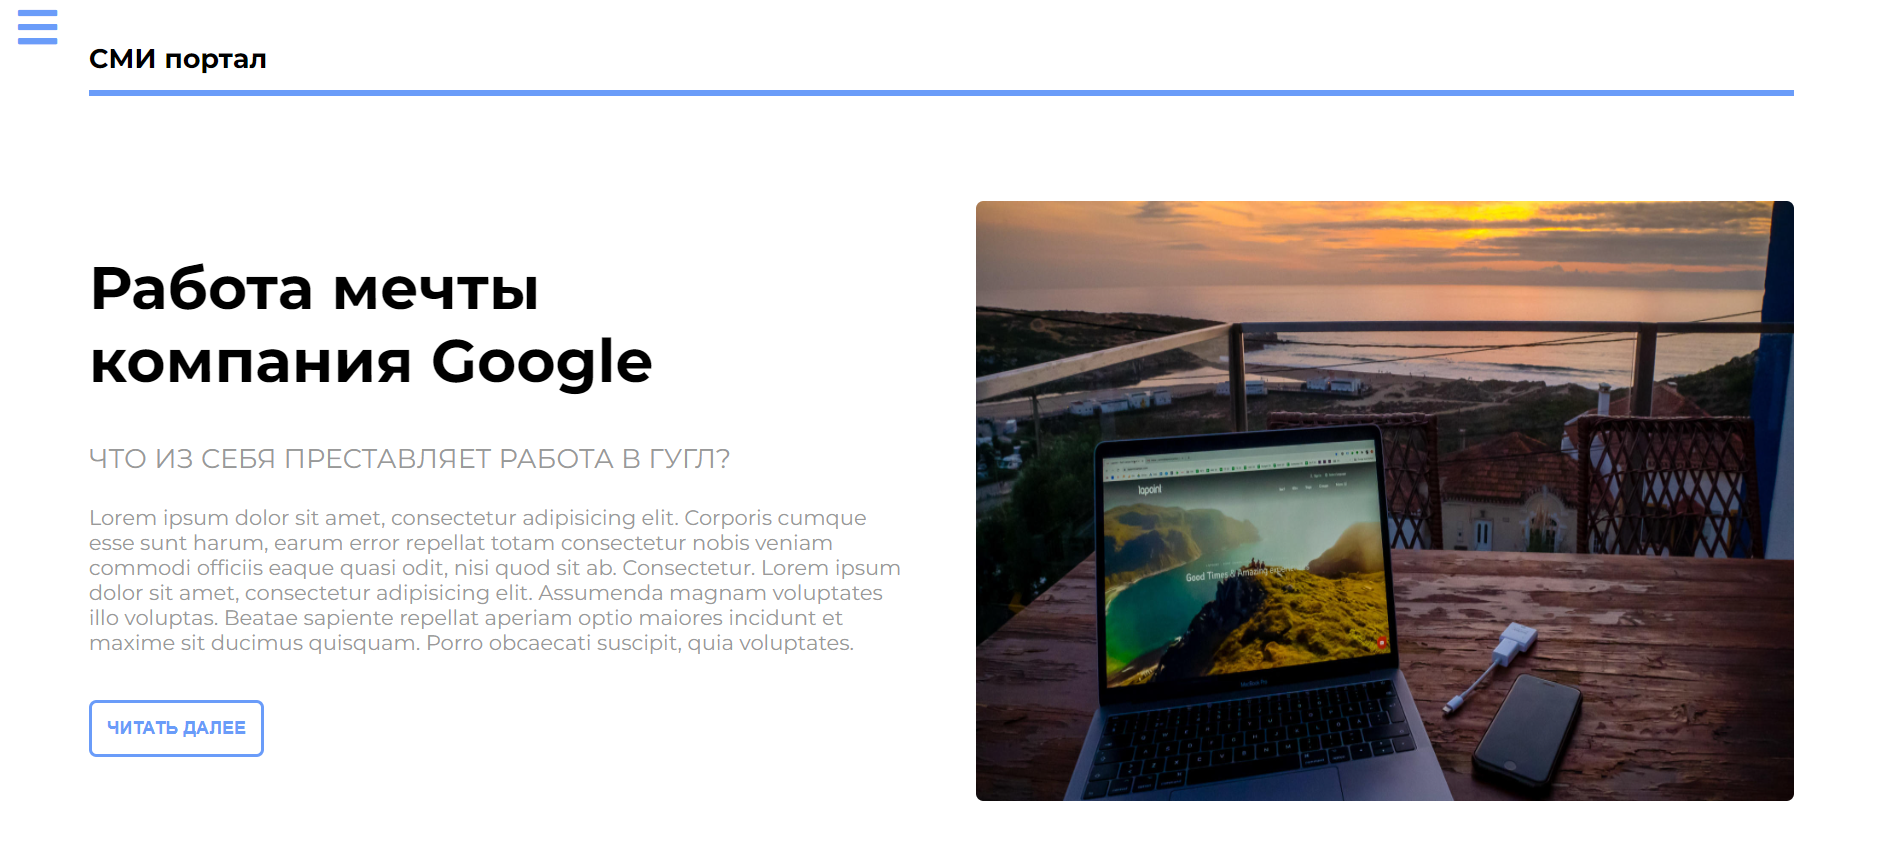 СМИ портал
Работа мечты
компания Google
ЧТО ИЗ СЕБЯ ПРЕСТАВЛЯЕТ РАБОТА В ГУГЛ?
Lorem ipsum dolor sit amet, consectetur adipisicing elit. Corporis cumque
esse sunt harum, earum error repellat totam consectetur nobis veniam
commodi officiis eaque quasi odit, nisi quod sit ab. Consectetur. Lorem ipsum
dolor sit amet, consectetur adipisicing elit. Assumenda magnam voluptates
illo voluptas. Beatae sapiente repellat aperiam optio maiores incidunt et
maxime sit ducimus quisquam. Porro obcaecati suscipit, quia voluptates.
ЧИТАТЬ ДАЛЕЕ
lapoint
Good Times & Amazing
MacBook Pro